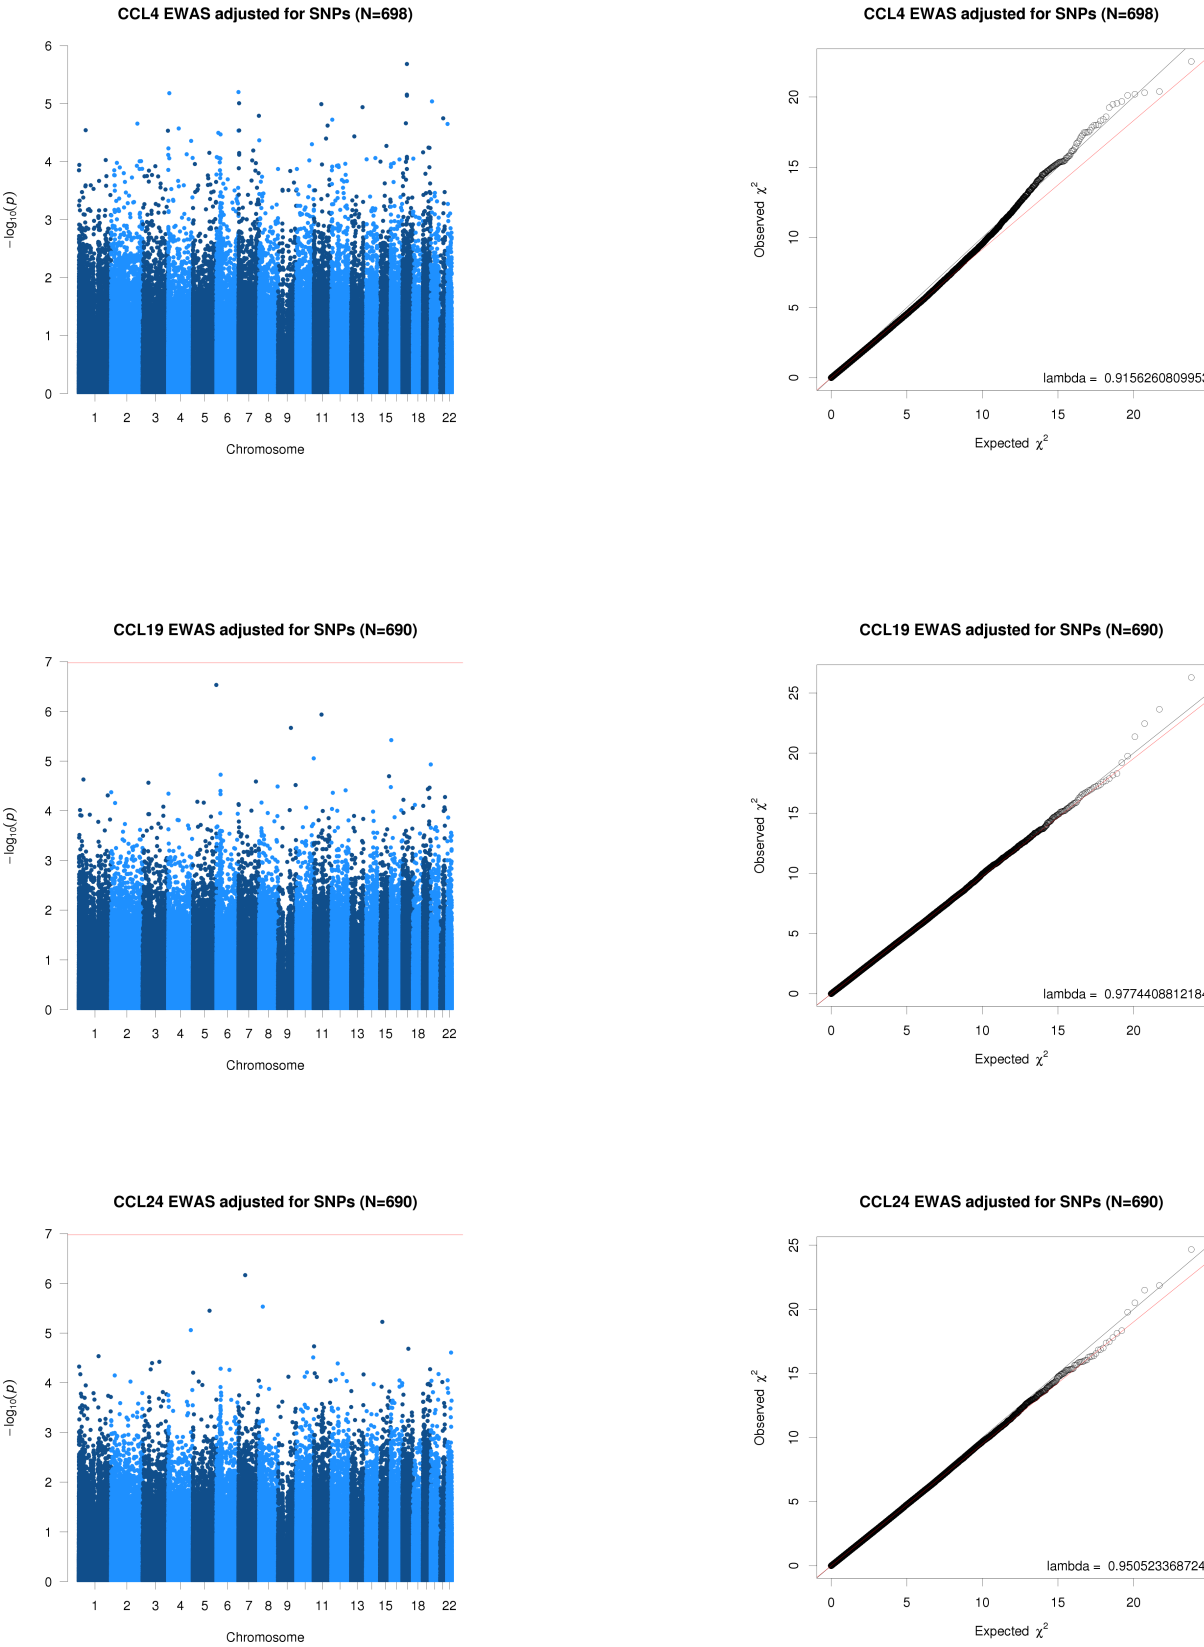 CCL4 EWAS adjusted for SNPs (N=698)
6
5
4
3
2
1
0
−log₁₀(p)
1 2 3 4 5 6 7 8 9 11 13 18 22
Chromosome
CCL4 EWAS adjusted for SNPs (N=698)
20
15
10
5
0
Observed χ²
lambda = 0.915626080995
0 5 10 15 20
Expected χ²
CCL19 EWAS adjusted for SNPs (N=690)
7
6
5
4
3
2
1
0
−log₁₀(p)
1 2 3 4 5 6 7 8 9 11 13 15 18 22
Chromosome
CCL19 EWAS adjusted for SNPs (N=690)
25
20
15
10
5
0
Observed χ²
lambda = 0.977440881218
0 5 10 15 20
Expected χ²
CCL24 EWAS adjusted for SNPs (N=690)
7
6
5
4
3
2
1
0
−log₁₀(p)
1 2 3 4 5 6 7 8 9 11 13 15 18 22
Chromosome
CCL24 EWAS adjusted for SNPs (N=690)
25
20
15
10
5
0
Observed χ²
lambda = 0.950523368724
0 5 10 15 20
Expected χ²